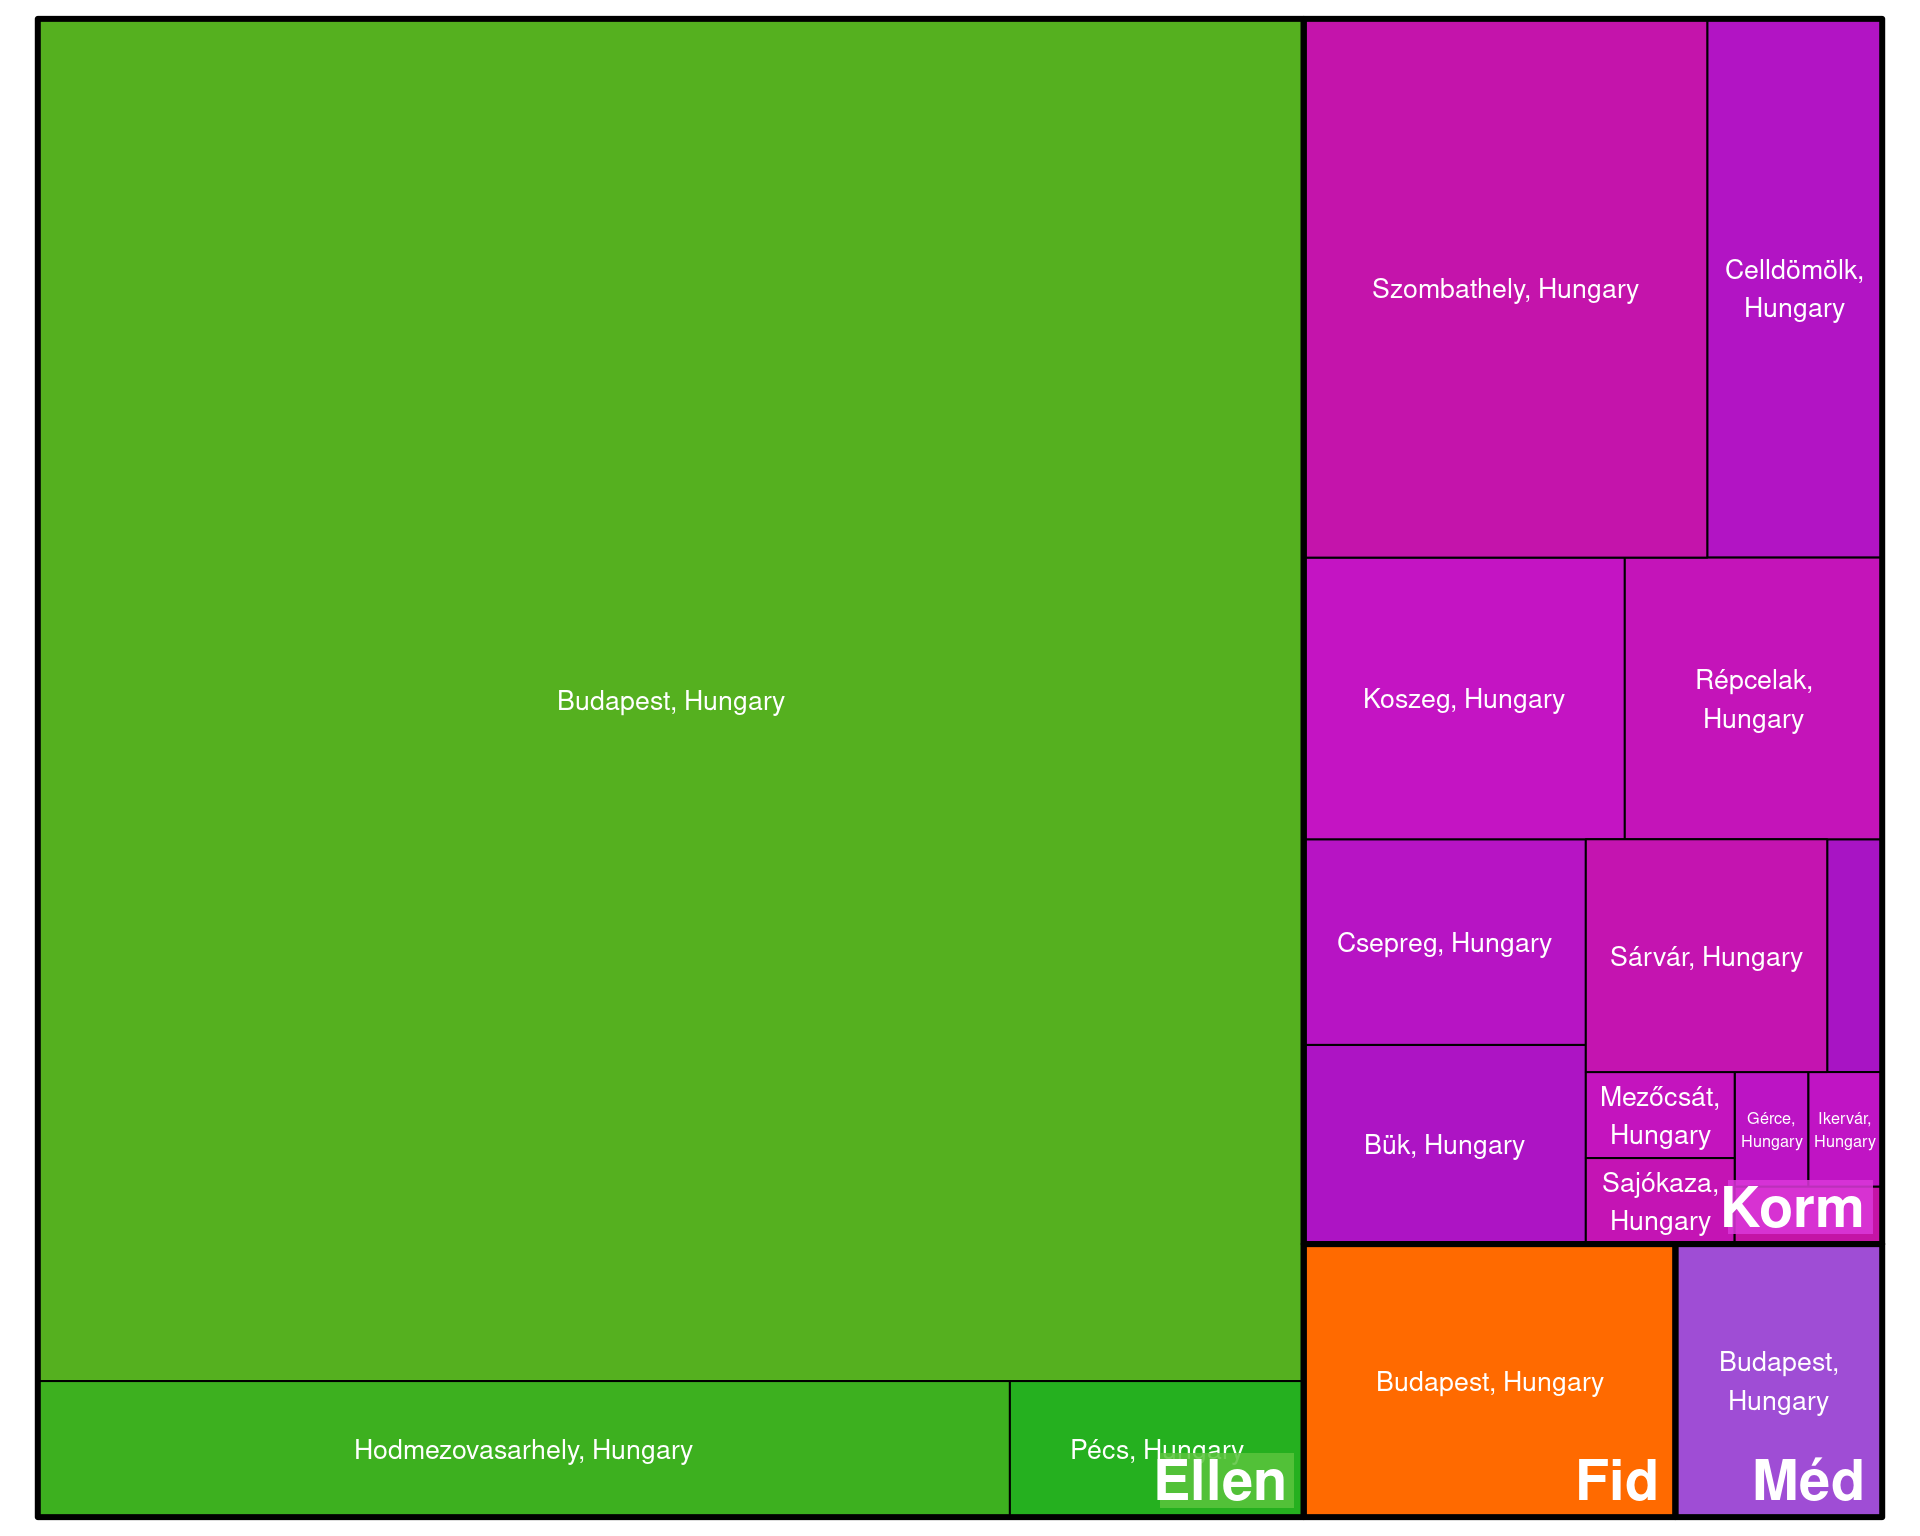 Budapest, Hungary
Hodmezovasarhely, Hungary
Pécs, Hungary
Ellen
Szombathely, Hungary
Celldömölk,
Hungary
Koszeg, Hungary
Répcelak,
Hungary
Csepreg, Hungary
Sárvár, Hungary
Bük, Hungary
Mezőcsát,
Hungary
Gérce,
Hungary
Ikervár,
Hungary
Sajókaza,
Hungary
Korm
Budapest, Hungary
Fid
Budapest,
Hungary
Méd